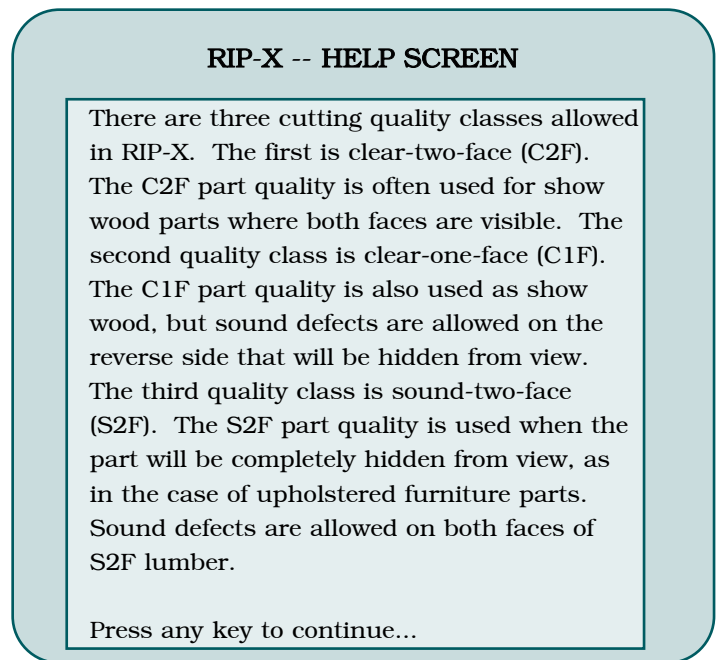 RIP-X -- HELP SCREEN
There are three cutting quality classes allowed
in RIP-X. The first is clear-two-face (C2F).
The C2F part quality is often used for show
wood parts where both faces are visible. The
second quality class is clear-one-face (C1F).
The C1F part quality is also used as show
wood, but sound defects are allowed on the
reverse side that will be hidden from view.
The third quality class is sound-two-face
(S2F). The S2F part quality is used when the
part will be completely hidden from view, as
in the case of upholstered furniture parts.
Sound defects are allowed on both faces of
S2F lumber.
Press any key to continue...